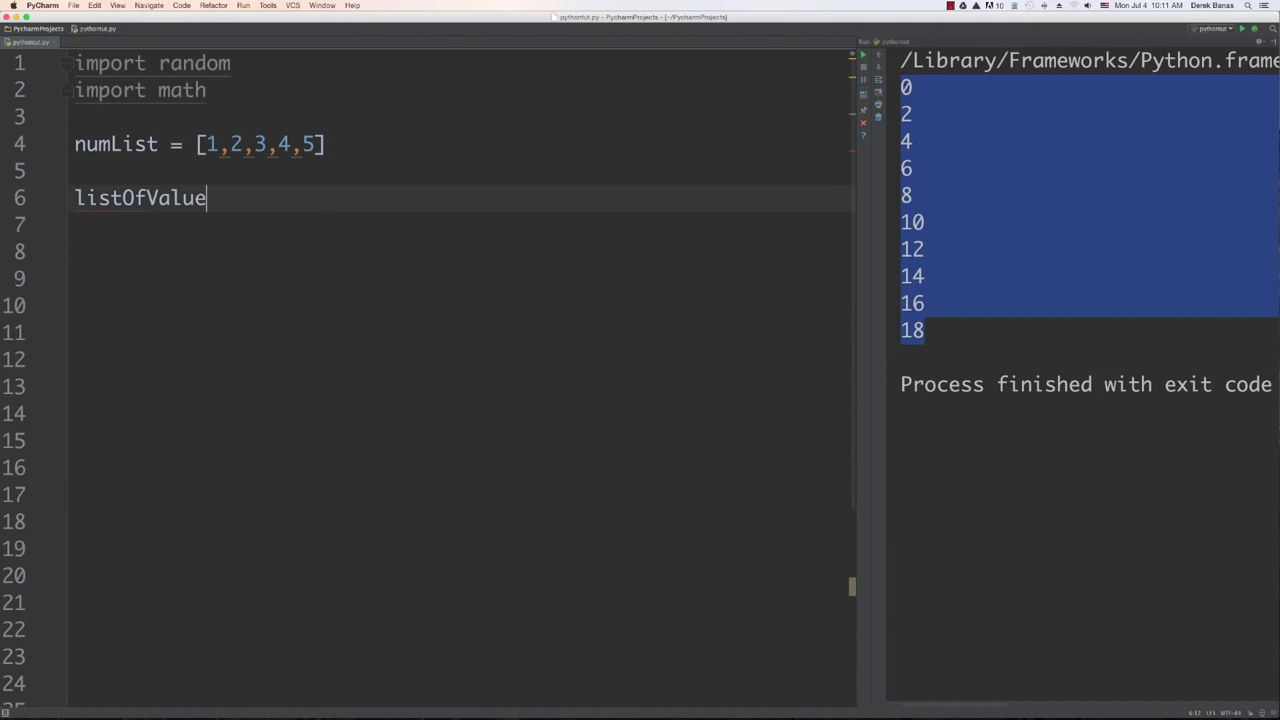 PyCharm File Edit View Navigate Code Refactor Run Tools VCS Window Help 10 Mon Jul 4 10:11 AM Derek Banas
pythontut.py - PycharmProjects - [~/PycharmProjects]
PycharmProjects pythontut.py pythontut
pythontut.py
Run: pythontut
1 import random
2 import math
3
4 numList = [1,2,3,4,5]
5
6 listOfValue
7
8
9
10
11
12
13
14
15
16
17
18
19
20
21
22
23
24
25
/Library/Frameworks/Python.frame
0
2
4
6
8
10
12
14
16
18
Process finished with exit code
6:12 LF‡ UTF-8‡